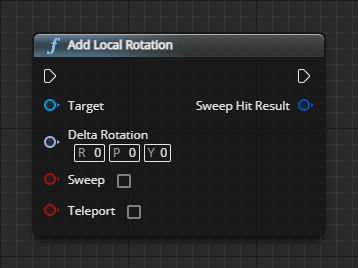 f Add Local Rotation
Target Sweep Hit Result
Delta Rotation
R 0 P 0 Y 0
Sweep
Teleport